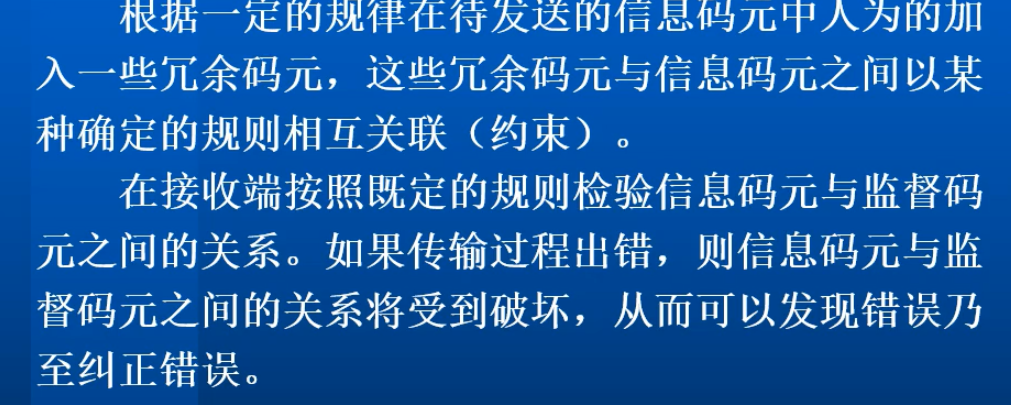 根据一定的规律在待发送的信息码元中人为的加
入一些冗余码元，这些冗余码元与信息码元之间以某
种确定的规则相互关联（约束）。
在接收端按照既定的规则检验信息码元与监督码
元之间的关系。如果传输过程出错，则信息码元与监
督码元之间的关系将受到破坏，从而可以发现错误乃
至纠正错误。